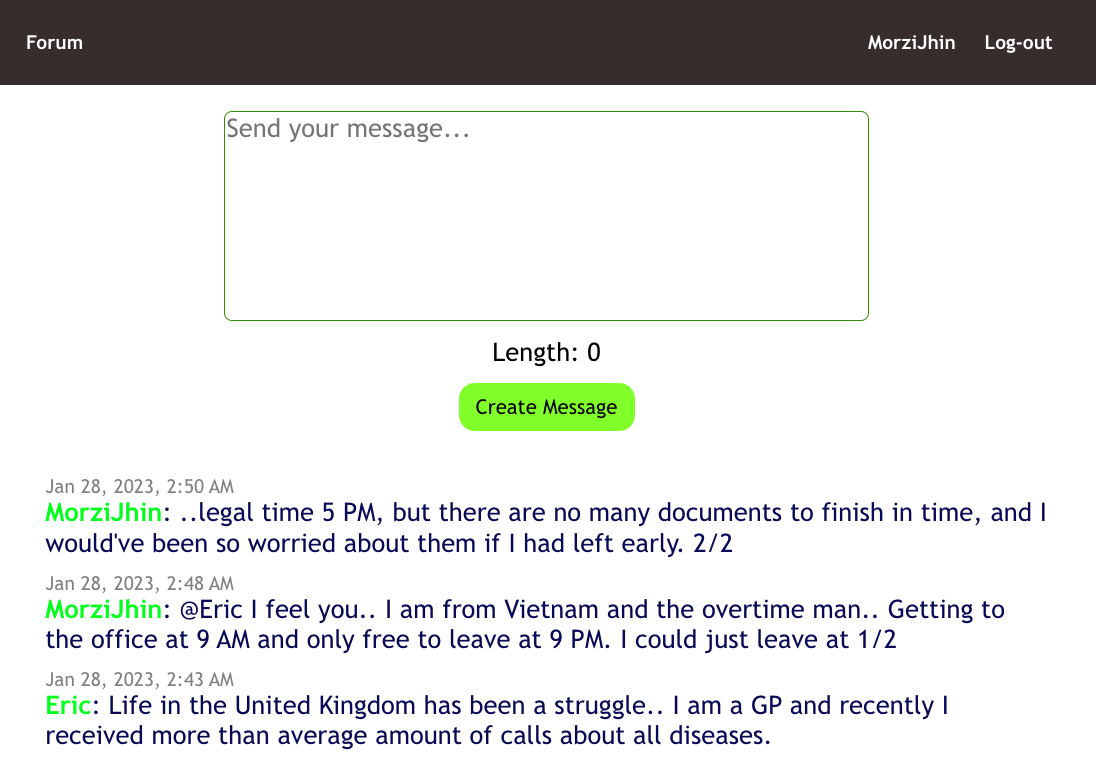 Forum MorziJhin Log-out
Send your message...
Length: 0
Create Message
Jan 28, 2023, 2:50 AM
MorziJhin: ..legal time 5 PM, but there are no many documents to finish in time, and I
would've been so worried about them if I had left early. 2/2
Jan 28, 2023, 2:48 AM
MorziJhin: @Eric I feel you.. I am from Vietnam and the overtime man.. Getting to
the office at 9 AM and only free to leave at 9 PM. I could just leave at 1/2
Jan 28, 2023, 2:43 AM
Eric: Life in the United Kingdom has been a struggle.. I am a GP and recently I
received more than average amount of calls about all diseases.